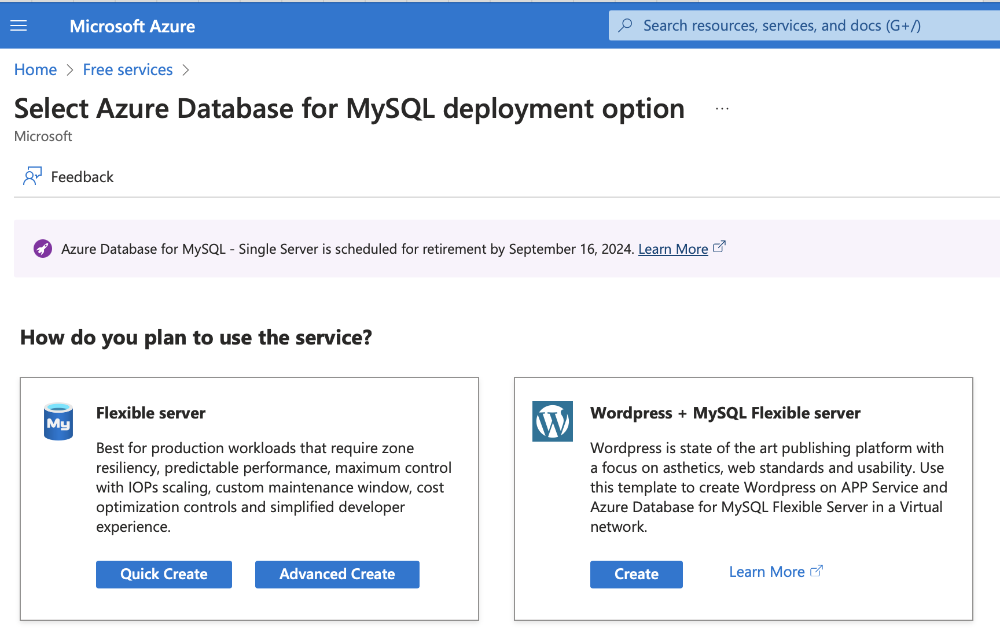 Microsoft Azure
Search resources, services, and docs (G+/)
Home > Free services >
Select Azure Database for MySQL deployment option ...
Microsoft
Feedback
Azure Database for MySQL - Single Server is scheduled for retirement by September 16, 2024. Learn More
How do you plan to use the service?
My
Flexible server
Best for production workloads that require zone
resiliency, predictable performance, maximum control
with IOPs scaling, custom maintenance window, cost
optimization controls and simplified developer
experience.
Quick Create
Advanced Create
W
Wordpress + MySQL Flexible server
Wordpress is state of the art publishing platform with
a focus on asthetics, web standards and usability. Use
this template to create Wordpress on APP Service and
Azure Database for MySQL Flexible Server in a Virtual
network.
Create
Learn More